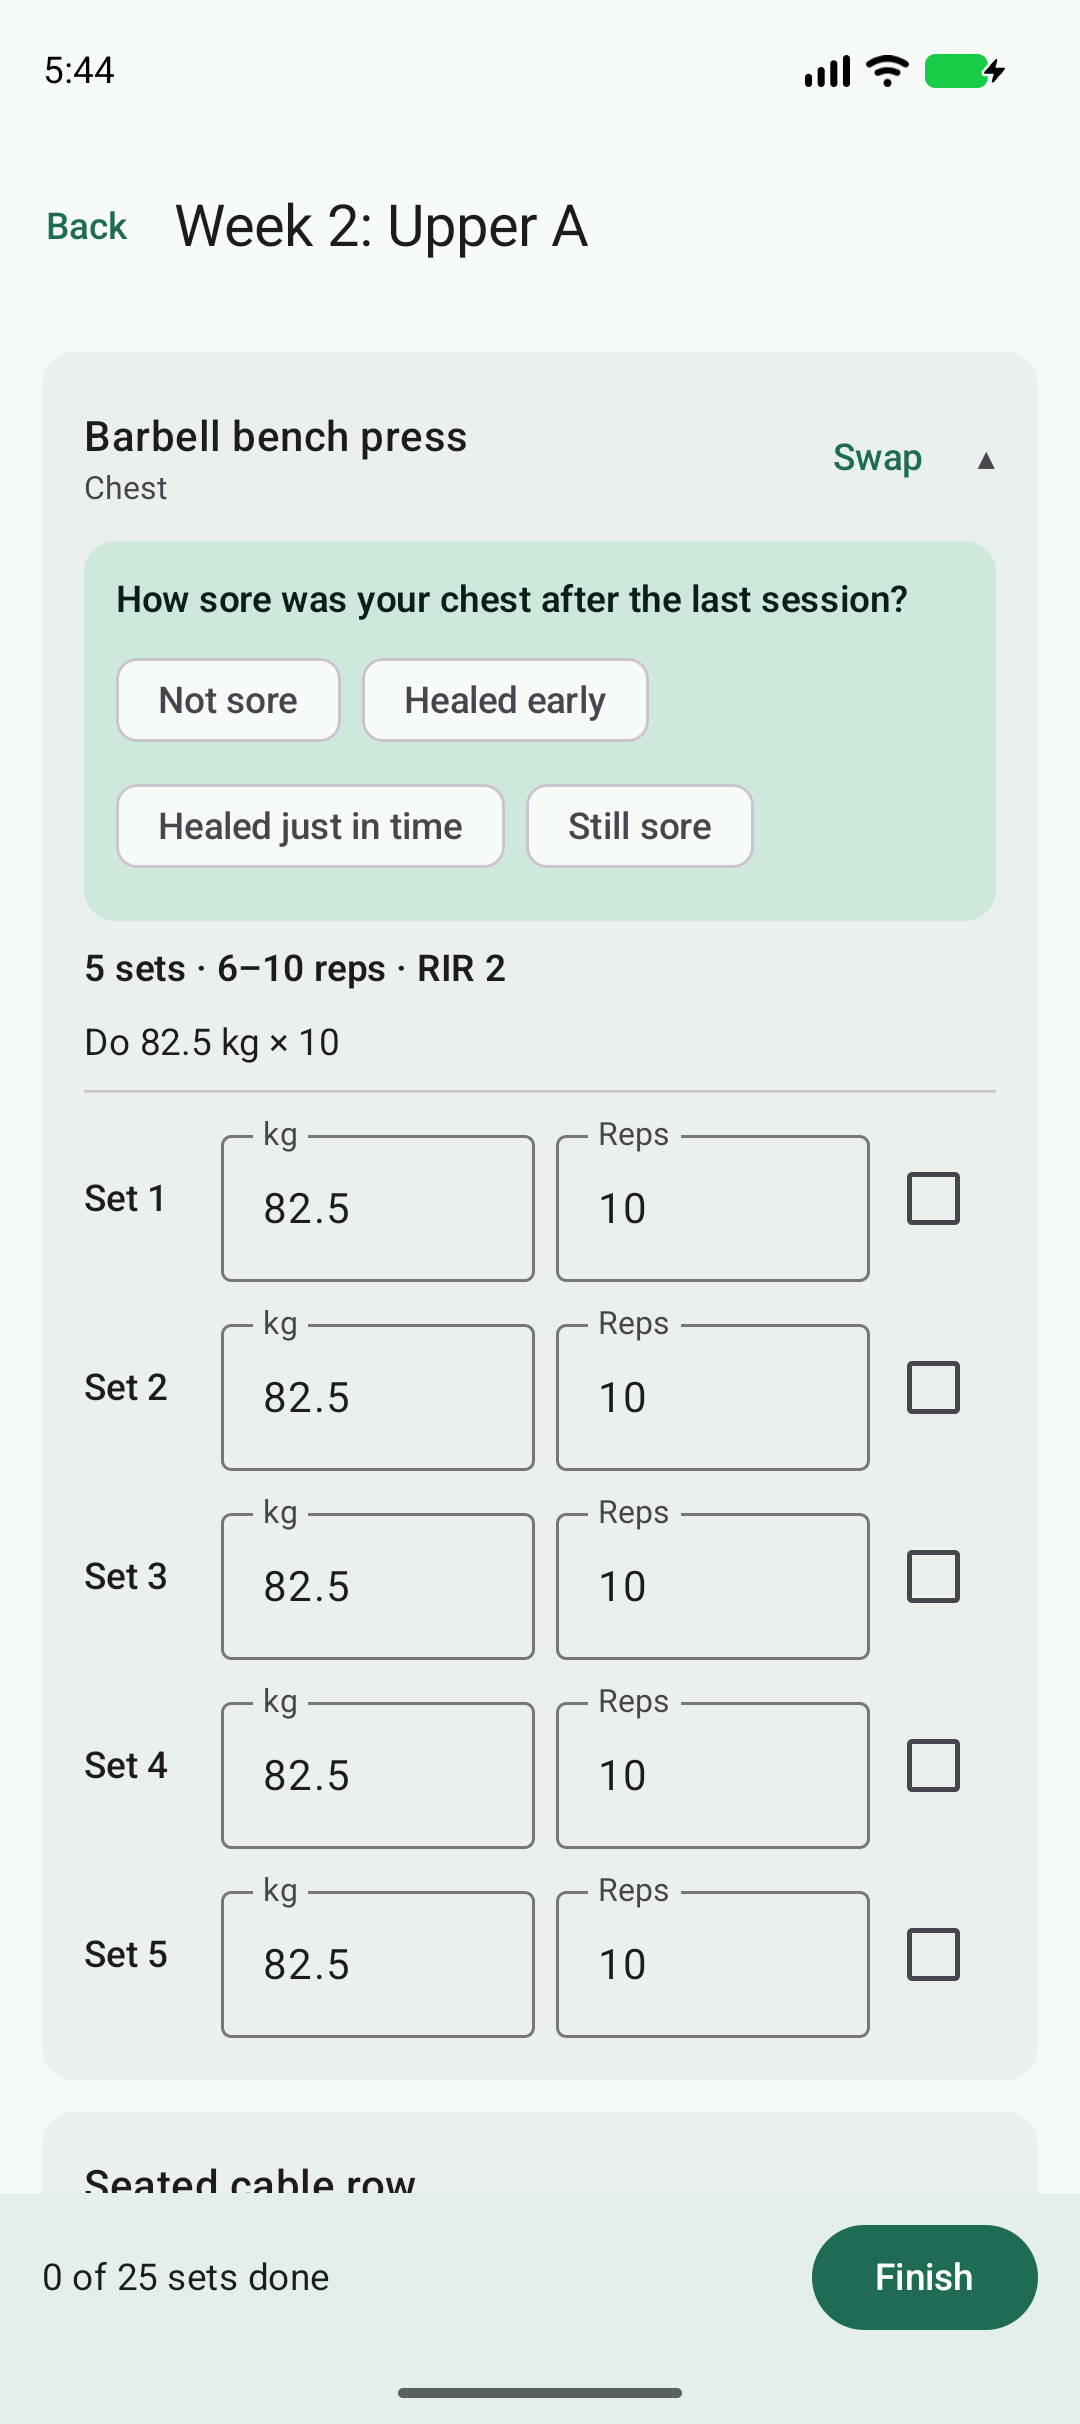 5:44
Back Week 2: Upper A
Barbell bench press
Chest
Swap ▲
How sore was your chest after the last session?
Not sore Healed early
Healed just in time Still sore
5 sets · 6–10 reps · RIR 2
Do 82.5 kg × 10
kg Reps
Set 1 82.5 10
kg Reps
Set 2 82.5 10
kg Reps
Set 3 82.5 10
kg Reps
Set 4 82.5 10
kg Reps
Set 5 82.5 10
Seated cable row
0 of 25 sets done Finish